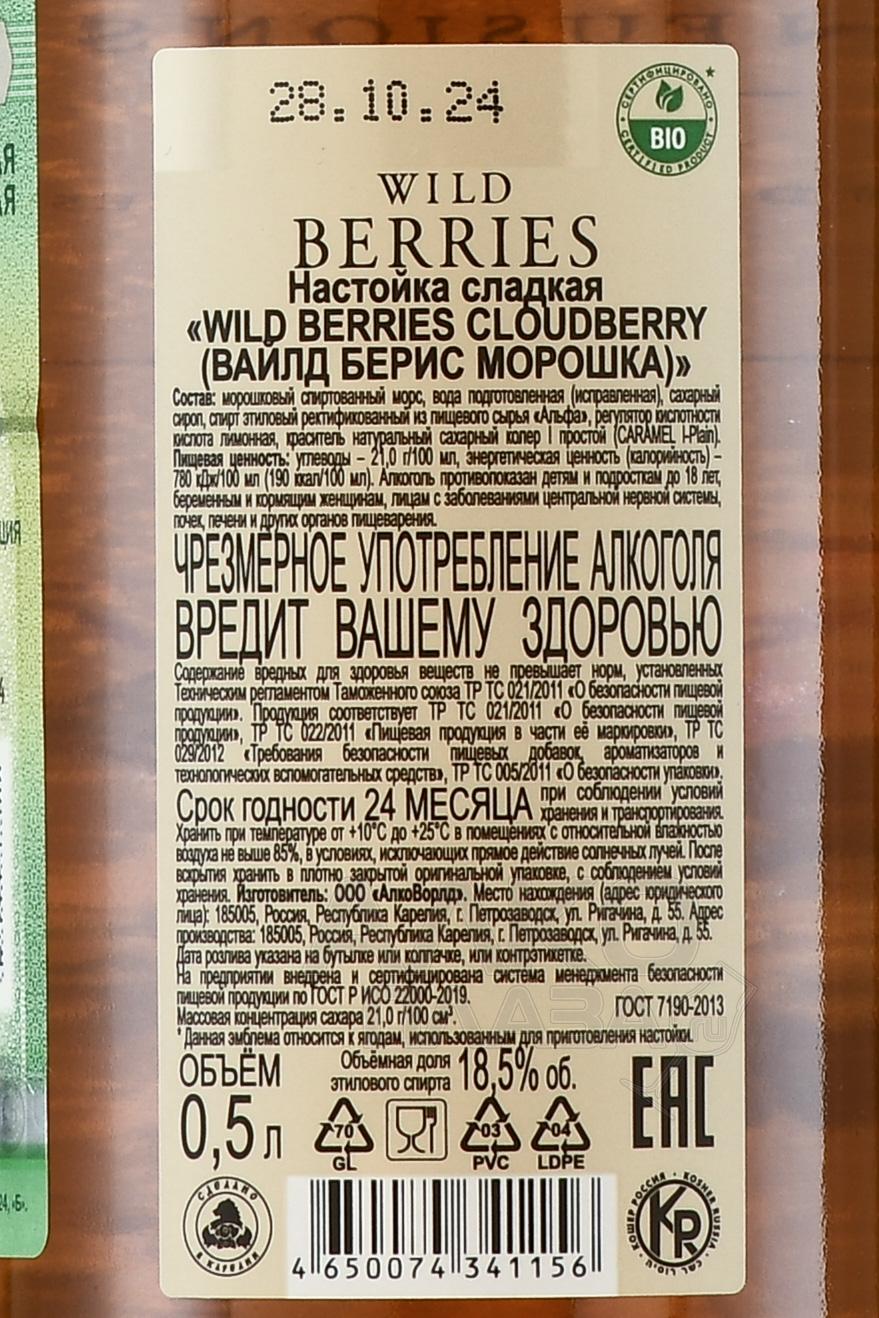 28.10.24
СЕРТИФИЦИРОВАНО
BIO
CERTIFIED PRODUCT
WILD
BERRIES
Настойка сладкая
«WILD BERRIES CLOUDBERRY
(ВАЙЛД БЕРИС МОРОШКА)»
Состав: морошковый спиртованный морс, вода подготовленная (исправленная), сахарный
сироп, спирт этиловый ректификованный из пищевого сырья «Альфа», регулятор кислотности
кислота лимонная, краситель натуральный сахарный колер I простой (CARAMEL I-Plain).
Пищевая ценность: углеводы – 21,0 г/100 мл, энергетическая ценность (калорийность) –
780 кДж/100 мл (190 ккал/100 мл). Алкоголь противопоказан детям и подросткам до 18 лет,
беременным и кормящим женщинам, лицам с заболеваниями центральной нервной системы,
почек, печени и других органов пищеварения.
ЧРЕЗМЕРНОЕ УПОТРЕБЛЕНИЕ АЛКОГОЛЯ
ВРЕДИТ ВАШЕМУ ЗДОРОВЬЮ
Содержание вредных для здоровья веществ не превышает норм, установленных
Техническим регламентом Таможенного союза ТР ТС 021/2011 «О безопасности пищевой
продукции». Продукция соответствует ТР ТС 021/2011 «О безопасности пищевой
продукции», ТР ТС 022/2011 «Пищевая продукция в части её маркировки», ТР ТС
029/2012 «Требования безопасности пищевых добавок, ароматизаторов и
технологических вспомогательных средств», ТР ТС 005/2011 «О безопасности упаковки».
Срок годности 24 МЕСЯЦА при соблюдении условий
хранения и транспортирования.
Хранить при температуре от +10°С до +25°С в помещениях с относительной влажностью
воздуха не выше 85%, в условиях, исключающих прямое действие солнечных лучей. После
вскрытия хранить в плотно закрытой оригинальной упаковке, с соблюдением условий
хранения. Изготовитель: ООО «АлкоВорлд». Место нахождения (адрес юридического
лица): 185005, Россия, Республика Карелия, г. Петрозаводск, ул. Ригачина, д. 55. Адрес
производства: 185005, Россия, Республика Карелия, г. Петрозаводск, ул. Ригачина, д. 55.
Дата розлива указана на бутылке или колпачке, или контрэтикетке.
На предприятии внедрена и сертифицирована система менеджмента безопасности
пищевой продукции по ГОСТ Р ИСО 22000-2019.
ГОСТ 7190-2013
Массовая концентрация сахара 21,0 г/100 см³.
*Данная эмблема относится к ягодам, использованным для приготовления настойки.
ОБЪЁМ
0,5 л
Объёмная доля
этилового спирта 18,5% об.
70
GL
03
PVC
04
LDPE
ЕАС
СДЕЛАНО
В КАРЕЛИИ
4 650074 341156
КОШЕР РОССИЯ · KOSHER RUSSIA
KR